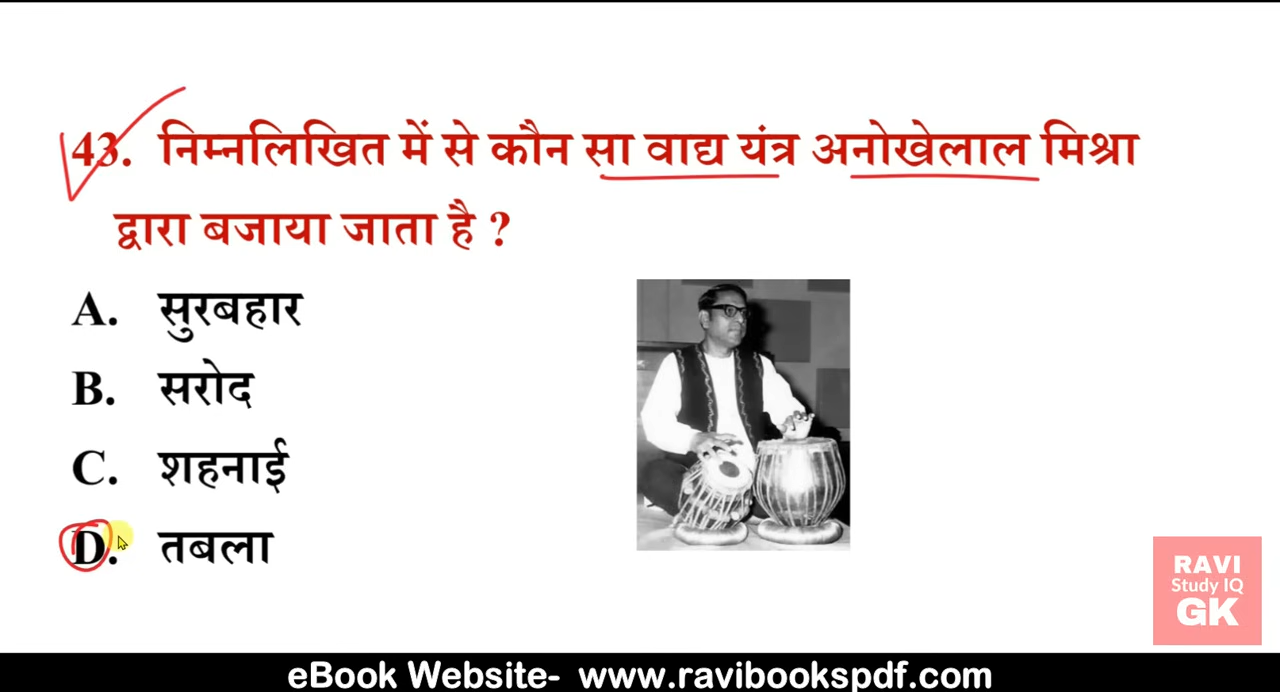 43. निम्नलिखित में से कौन सा वाद्य यंत्र अनोखेलाल मिश्रा
द्वारा बजाया जाता है ?
A. सुरबहार
B. सरोद
C. शहनाई
D. तबला
RAVI
Study IQ
GK
eBook Website- www.ravibookspdf.com